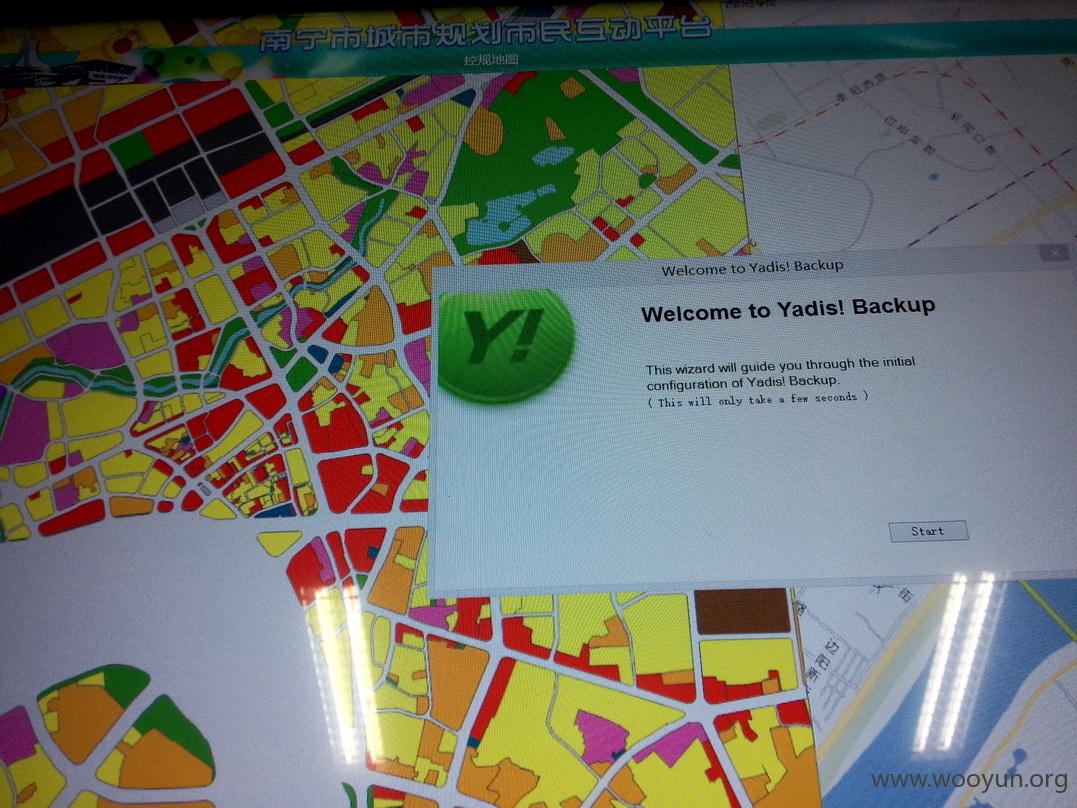 南宁市城市规划市民互动平台
控规地图
Welcome to Yadis! Backup
Y!
Welcome to Yadis! Backup
This wizard will guide you through the initial
configuration of Yadis! Backup.
( This will only take a few seconds )
Start
街
www.wooyun.org